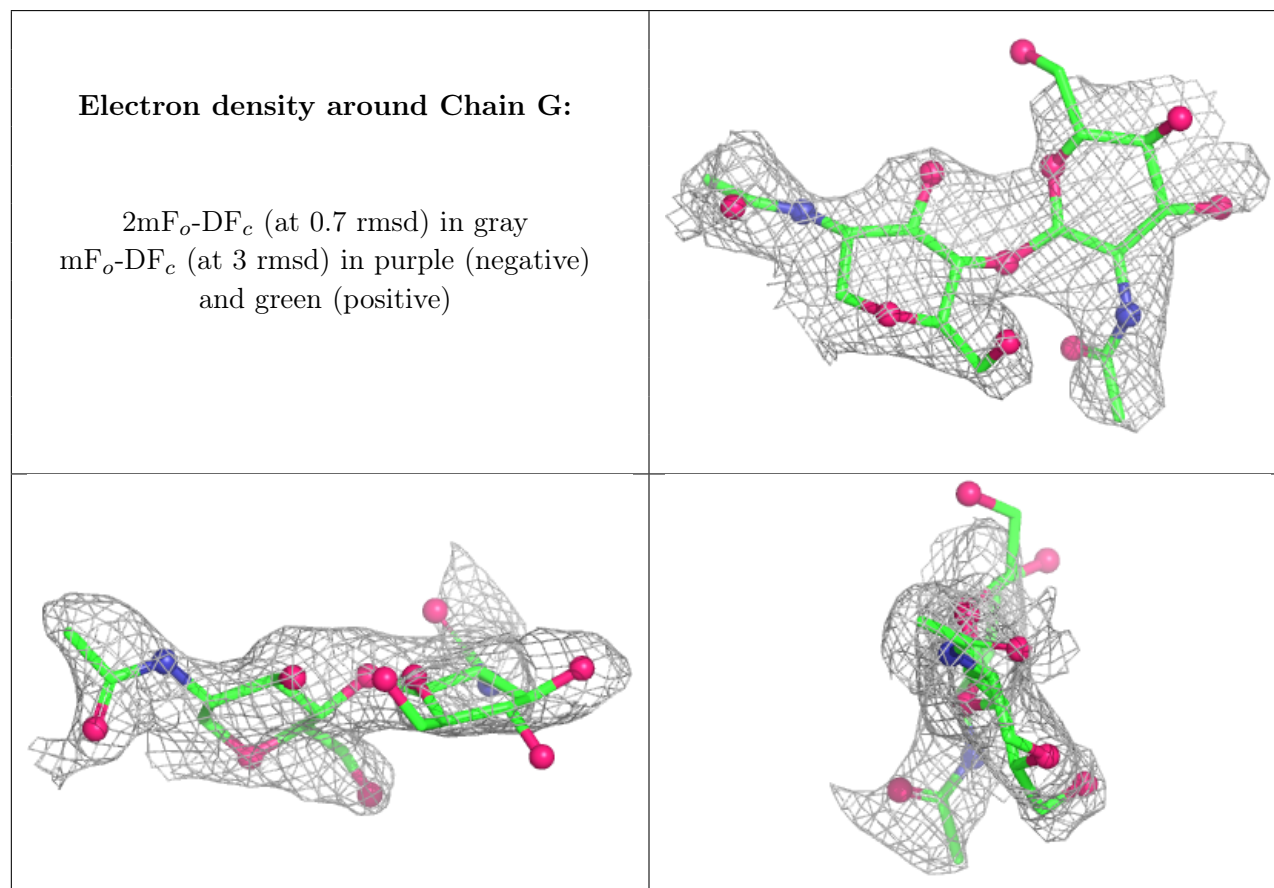 Electron density around Chain G:
2mFₒ-DF𝑐 (at 0.7 rmsd) in gray
mFₒ-DF𝑐 (at 3 rmsd) in purple (negative)
and green (positive)